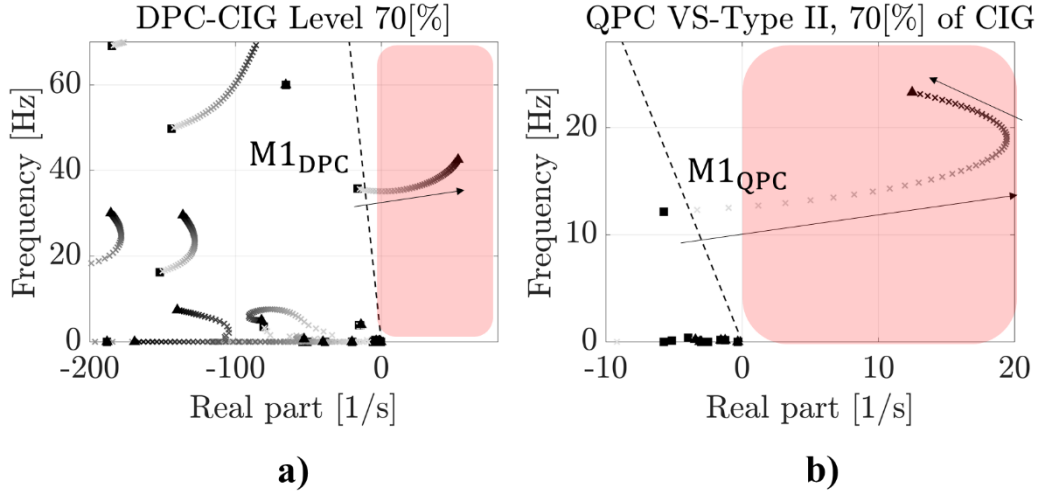 DPC-CIG Level 70[%]
Frequency [Hz]
60
40
20
0
M1DPC
-200
-100
0
Real part [1/s]
a)
QPC VS-Type II, 70[%] of CIG
Frequency [Hz]
20
10
0
M1QPC
-10
0
10
20
Real part [1/s]
b)